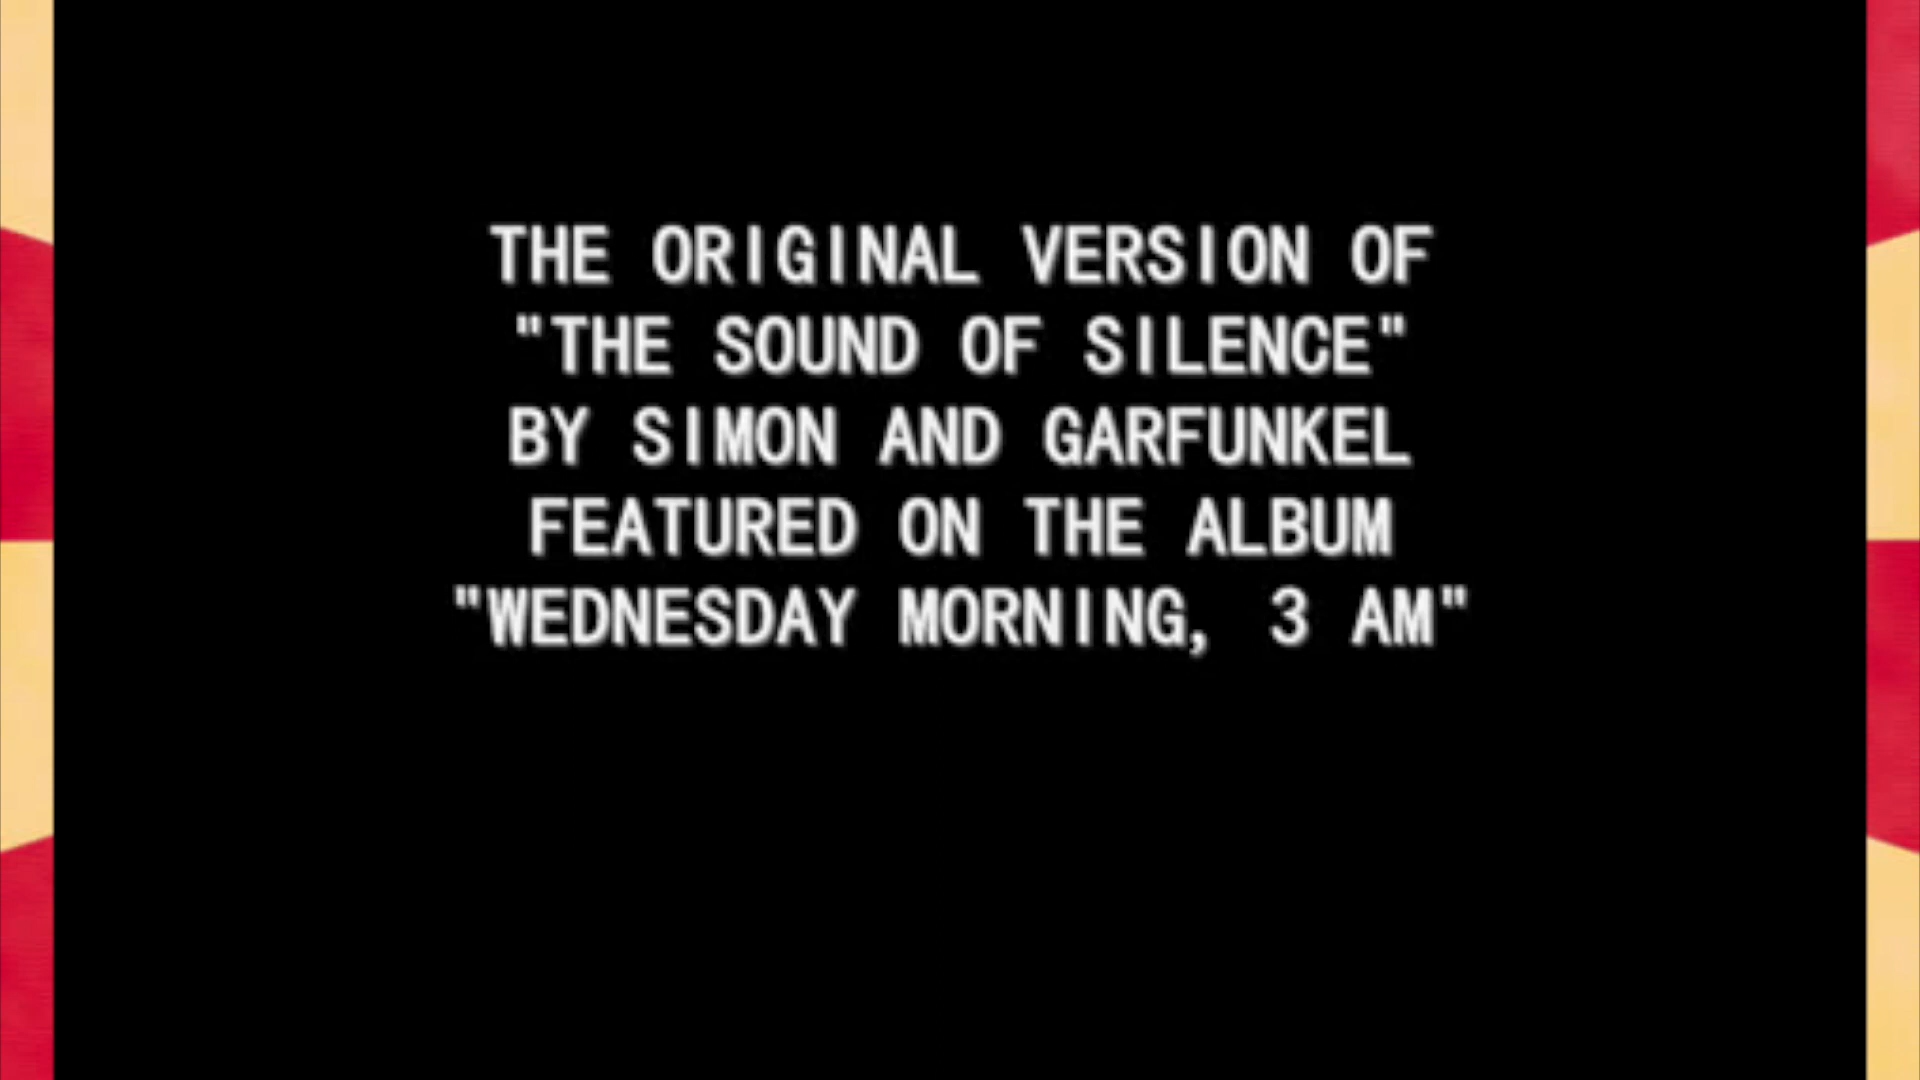 THE ORIGINAL VERSION OF
"THE SOUND OF SILENCE"
BY SIMON AND GARFUNKEL
FEATURED ON THE ALBUM
"WEDNESDAY MORNING, 3 AM"